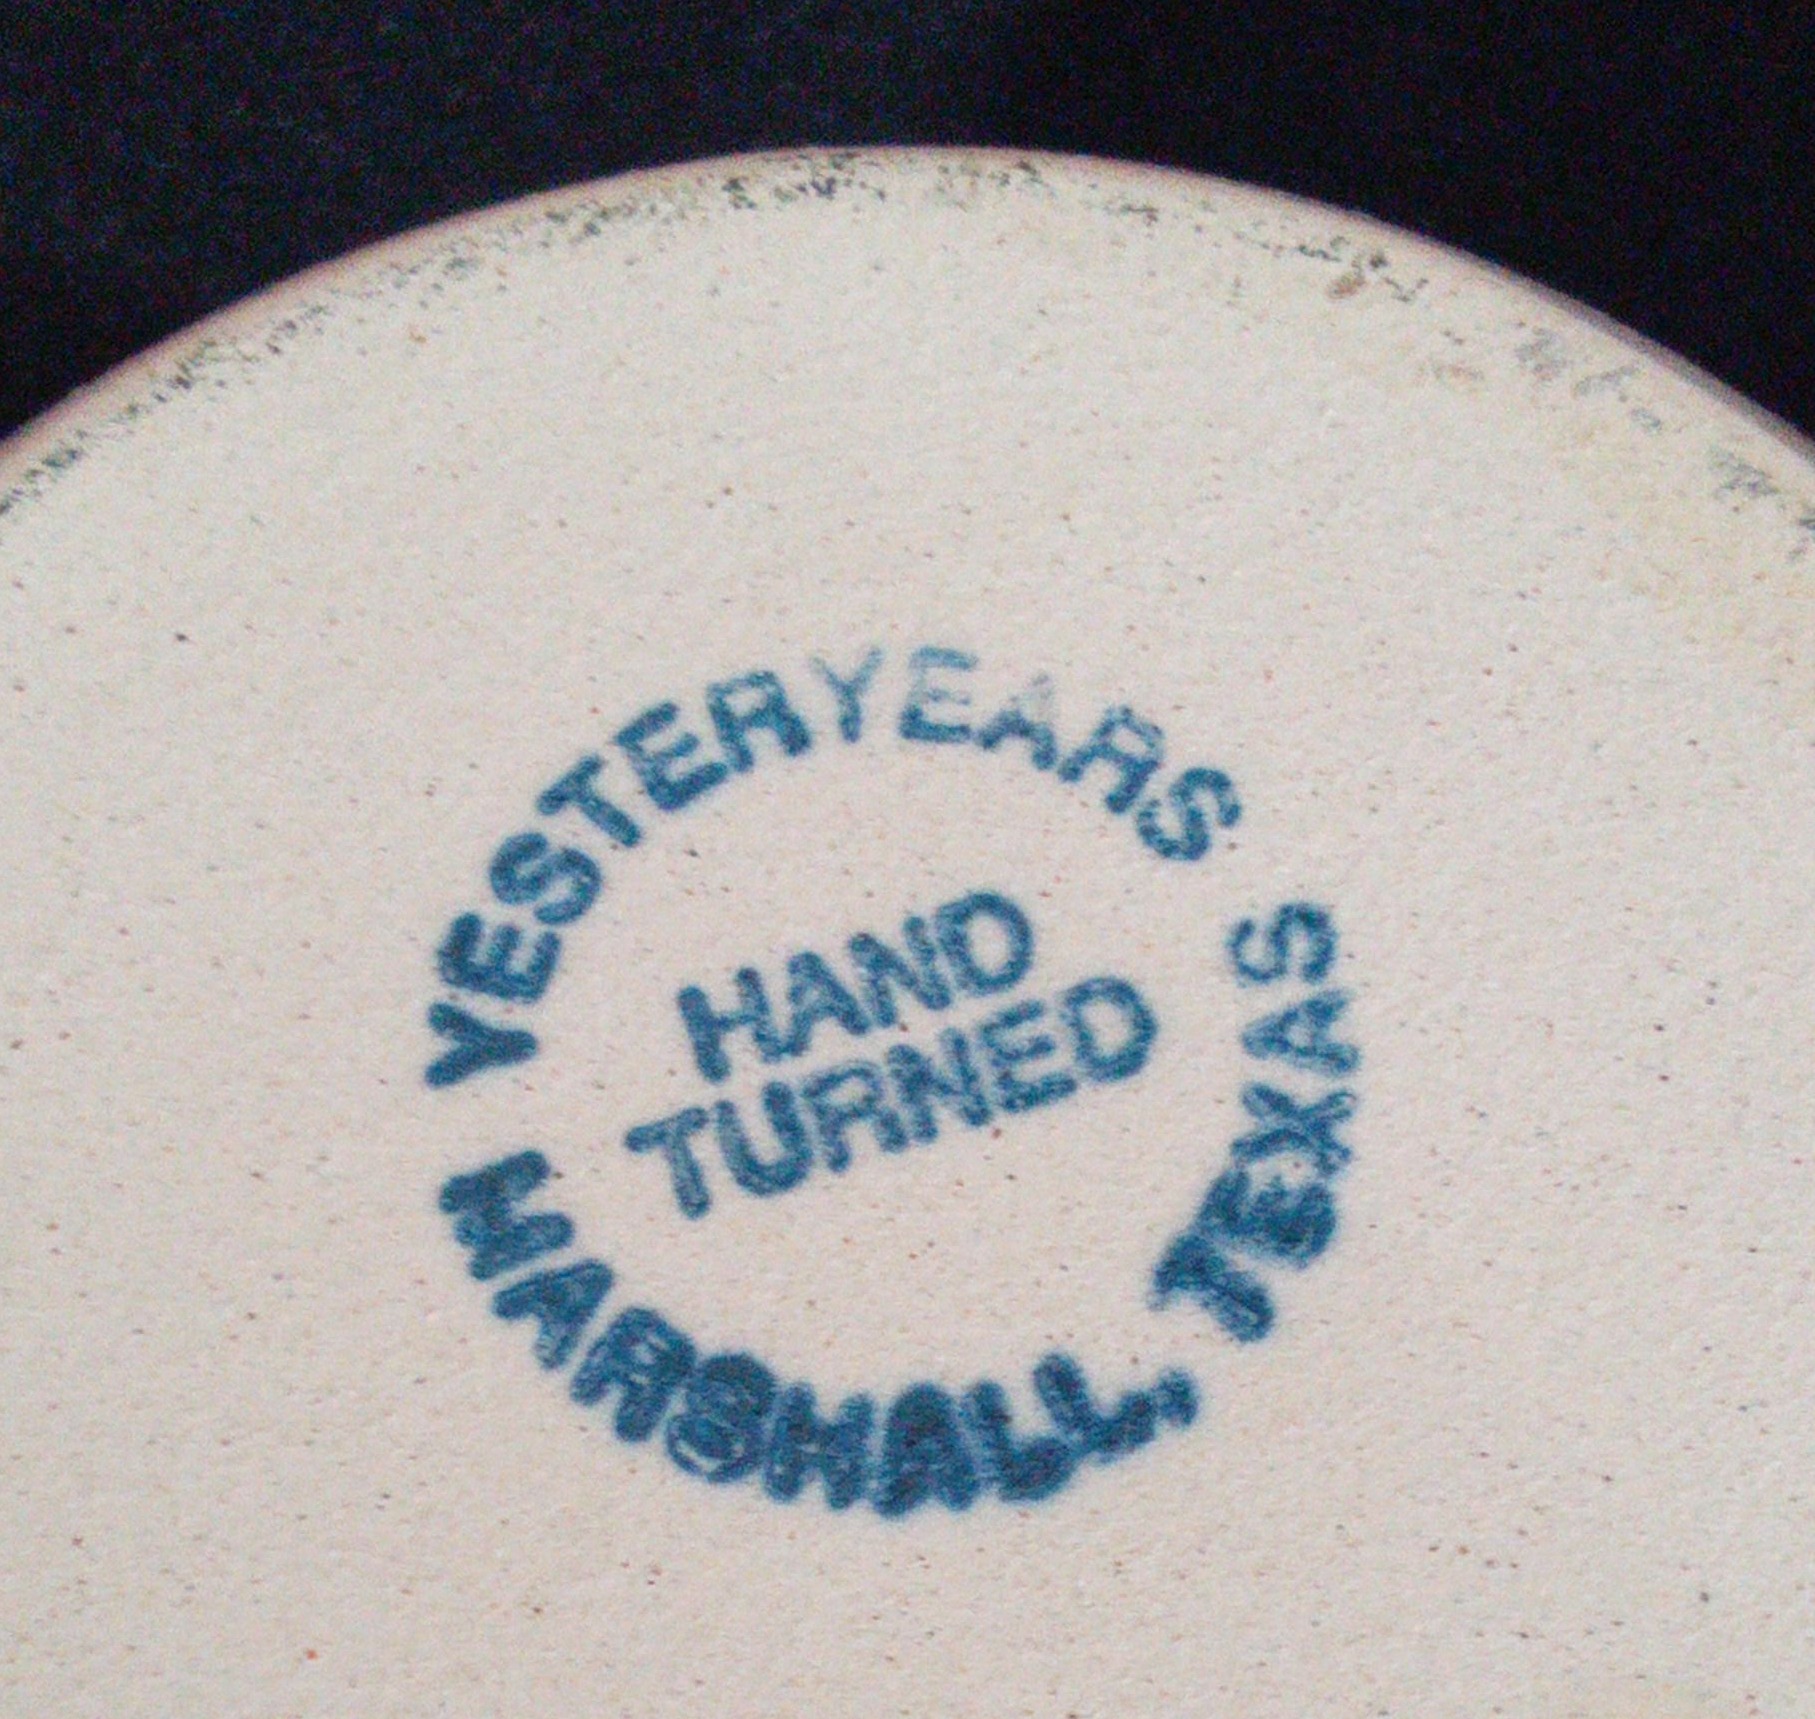 YESTERYEARS
HAND
TURNED
MARSHALL, TEXAS